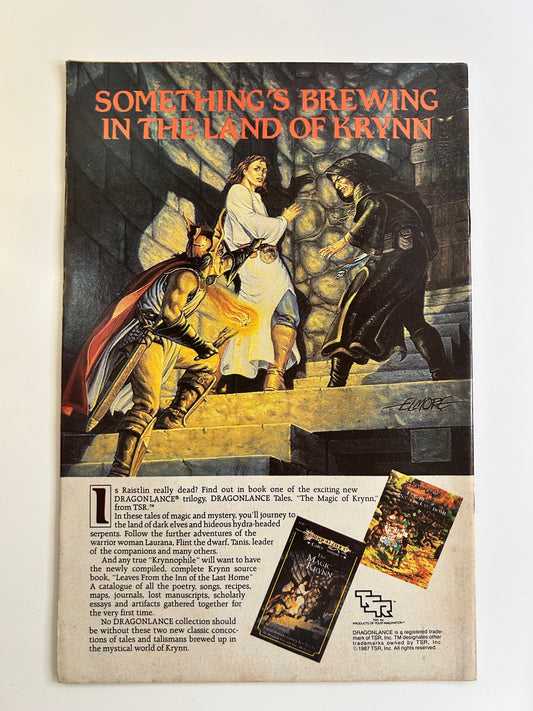 SOMETHING'S BREWING
IN THE LAND OF KRYNN
ELMORE
Is Raistlin really dead? Find out in book one of the exciting new
DRAGONLANCE® trilogy, DRAGONLANCE Tales, "The Magic of Krynn,"
from TSR.™
In these tales of magic and mystery, you'll journey to
the land of dark elves and hideous hydra-headed
serpents. Follow the further adventures of the
warrior woman Laurana, Flint the dwarf, Tanis, leader
of the companions and many others.
And any true "Krynnophile" will want to
have the newly compiled, complete Krynn source
book, "Leaves From the Inn of the Last Home"
A catalogue of all the poetry, songs, recipes,
maps, journals, lost manuscripts, scholarly
essays and artifacts gathered together for
the very first time.
No DRAGONLANCE collection should
be without these two new classic concoc-
tions of tales and talismans brewed up in
the mystical world of Krynn.
The
MAGIC
of
KRYNN
TSR
TSR, Inc.
PRODUCTS OF YOUR IMAGINATION™
DRAGONLANCE is a registered trade-
mark of TSR, Inc. TM designates other
trademarks owned by TSR, Inc.
©1987 TSR, Inc. All rights reserved.